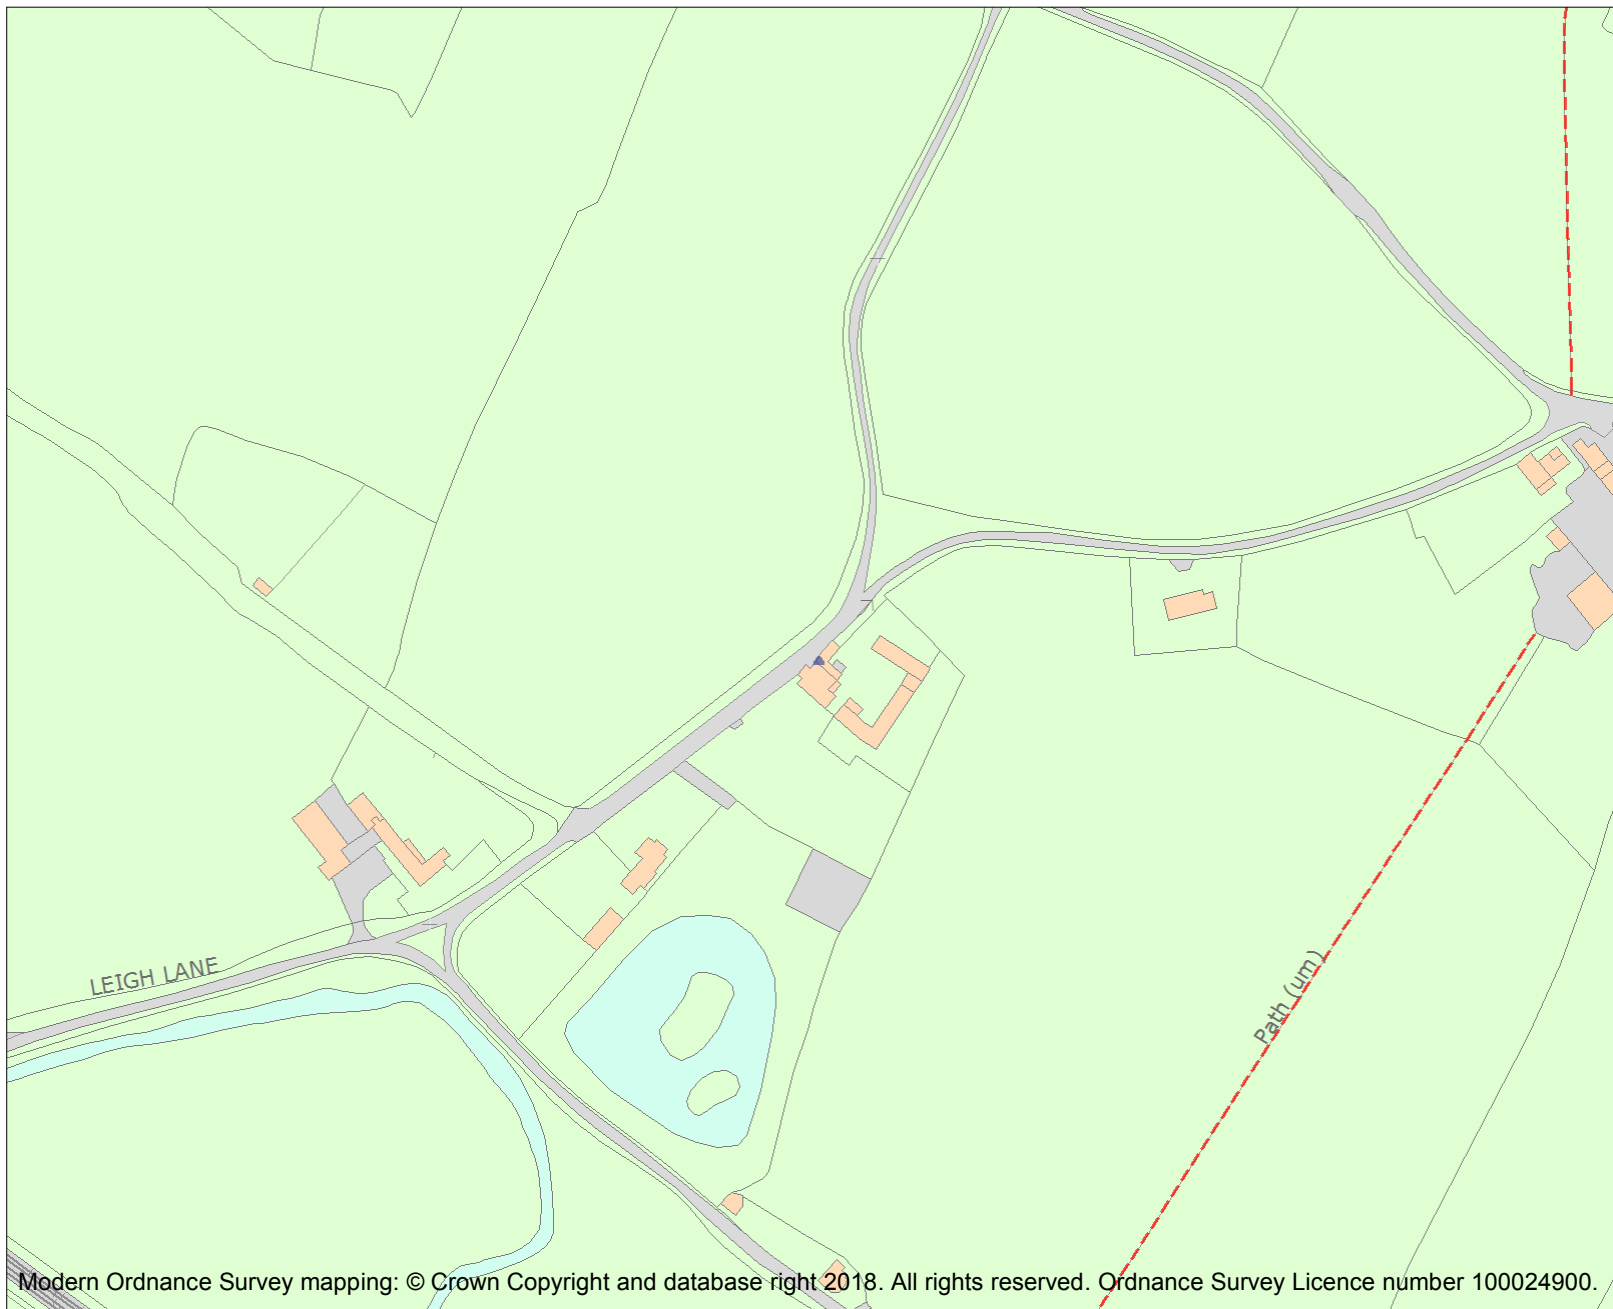 LEIGH LANE
Path (um)
Modern Ordnance Survey mapping: © Crown Copyright and database right 2018. All rights reserved. Ordnance Survey Licence number 100024900.